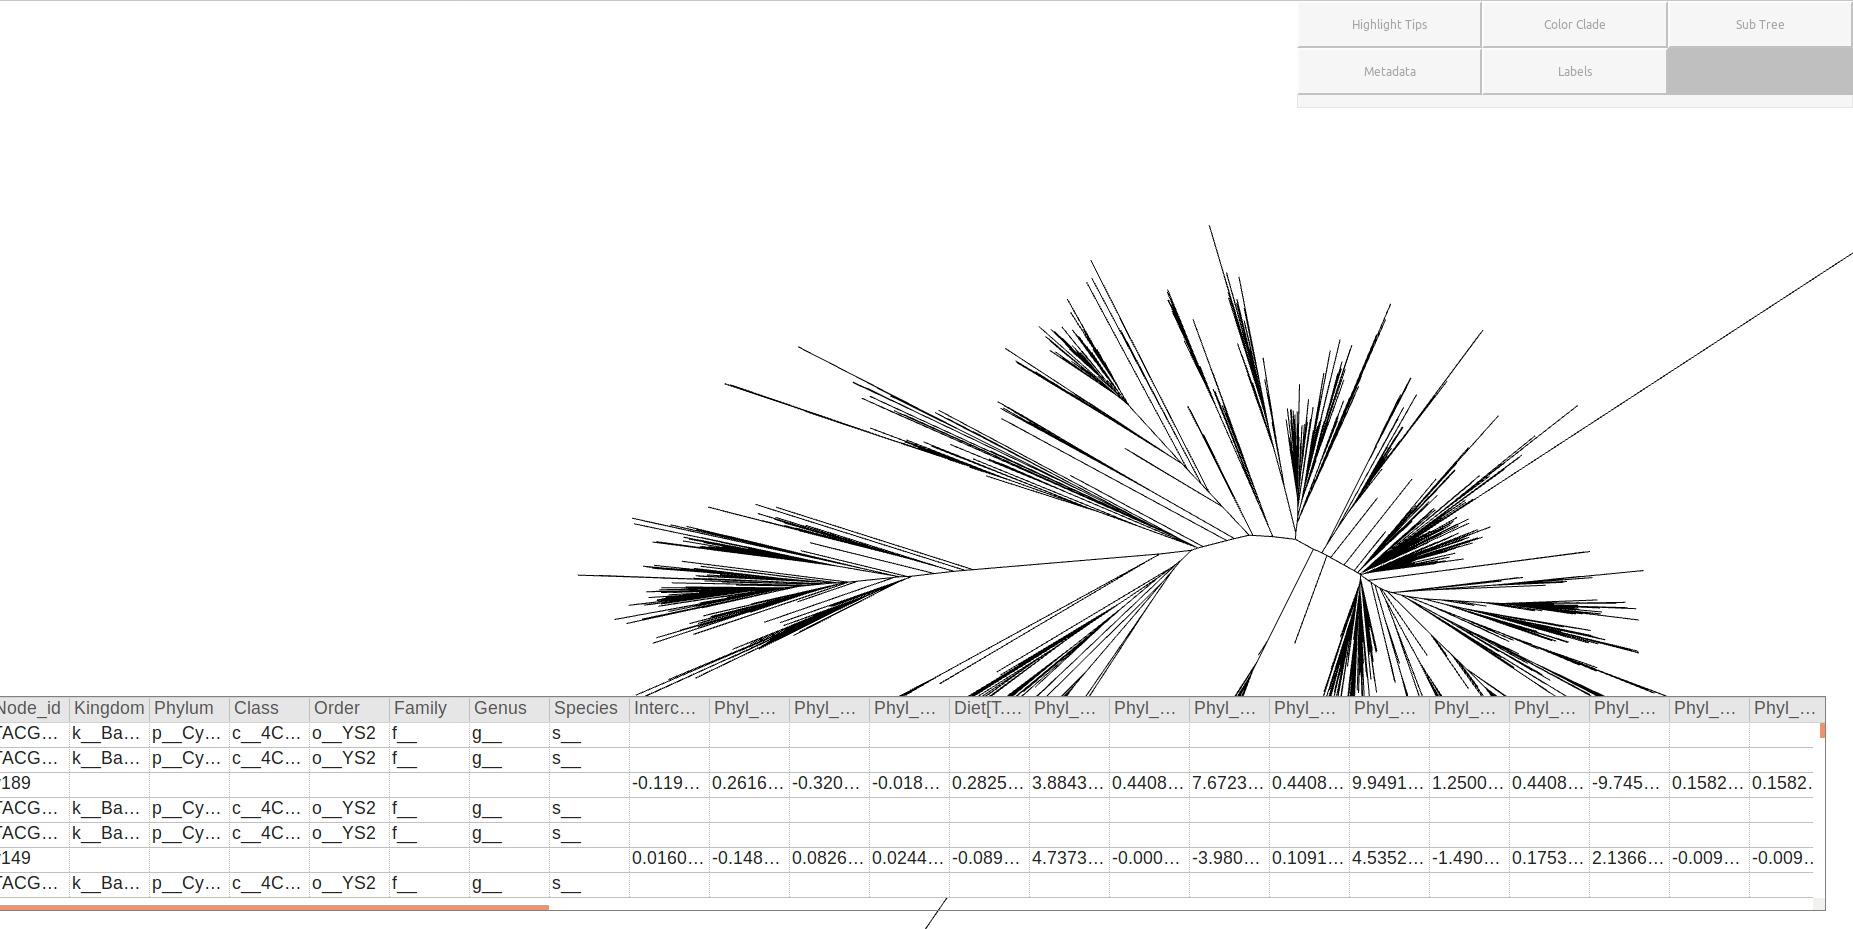 Highlight Tips Color Clade Sub Tree
Metadata Labels
Node_id Kingdom Phylum Class Order Family Genus Species Interc... Phyl_... Phyl_... Phyl_... Diet[T.... Phyl_... Phyl_... Phyl_... Phyl_... Phyl_... Phyl_... Phyl_... Phyl_... Phyl_... Phyl_...
TACG... k__Ba... p__Cy... c__4C... o__YS2 f__ g__ s__
TACG... k__Ba... p__Cy... c__4C... o__YS2 f__ g__ s__
189 -0.119... 0.2616... -0.320... -0.018... 0.2825... 3.8843... 0.4408... 7.6723... 0.4408... 9.9491... 1.2500... 0.4408... -9.745... 0.1582... 0.1582.
TACG... k__Ba... p__Cy... c__4C... o__YS2 f__ g__ s__
TACG... k__Ba... p__Cy... c__4C... o__YS2 f__ g__ s__
149 0.0160... -0.148... 0.0826... 0.0244... -0.089... 4.7373... -0.000... -3.980... 0.1091... 4.5352... -1.490... 0.1753... 2.1366... -0.009... -0.009..
TACG... k__Ba... p__Cy... c__4C... o__YS2 f__ g__ s__